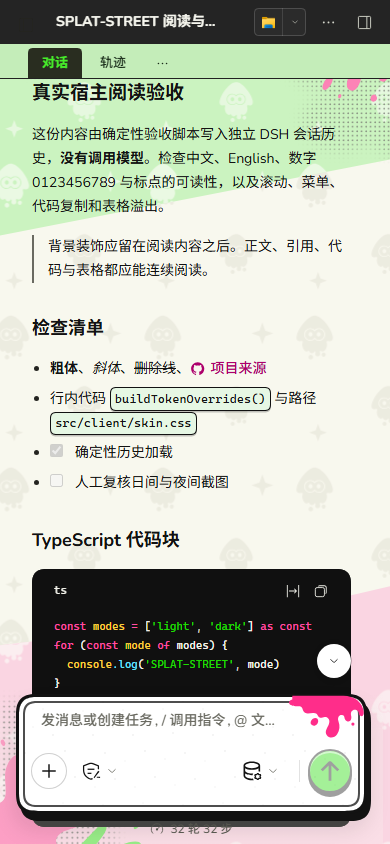 SPLAT-STREET 阅读与...
对话 轨迹 ...
真实宿主阅读验收
这份内容由确定性验收脚本写入独立 DSH 会话历
史，没有调用模型。检查中文、English、数字
0123456789 与标点的可读性，以及滚动、菜单、
代码复制和表格溢出。
背景装饰应留在阅读内容之后。正文、引用、代
码与表格都应能连续阅读。
检查清单
粗体、斜体、删除线、项目来源
行内代码 buildTokenOverrides() 与路径
src/client/skin.css
确定性历史加载
人工复核日间与夜间截图
TypeScript 代码块
ts
const modes = ['light', 'dark'] as const
for (const mode of modes) {
console.log('SPLAT-STREET', mode)
}
发消息或创建任务, / 调用指令, @ 文...
32 轮 32 步